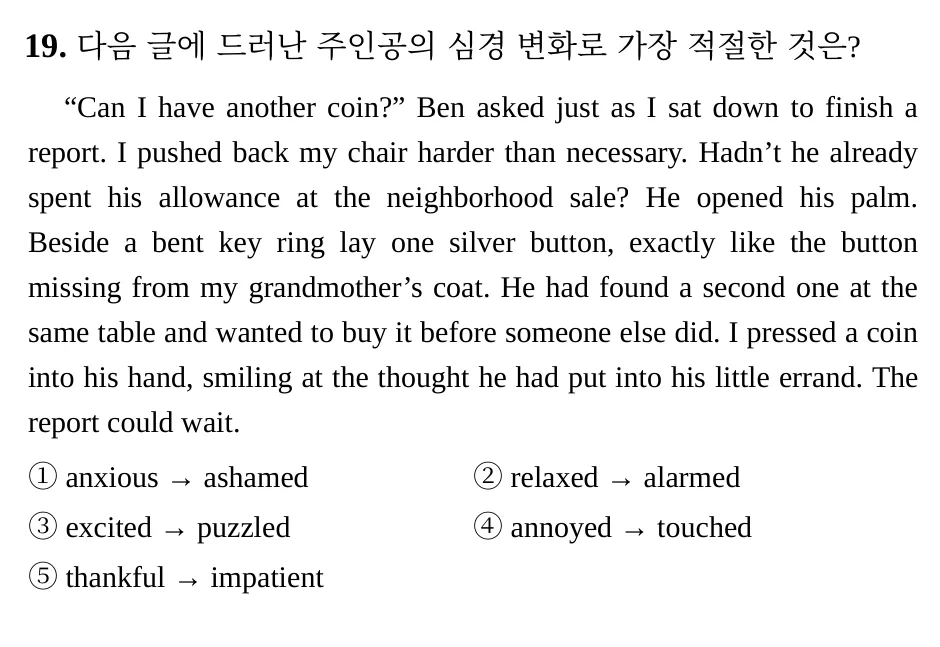 19. 다음 글에 드러난 주인공의 심경 변화로 가장 적절한 것은?
“Can I have another coin?” Ben asked just as I sat down to finish a
report. I pushed back my chair harder than necessary. Hadn’t he already
spent his allowance at the neighborhood sale? He opened his palm.
Beside a bent key ring lay one silver button, exactly like the button
missing from my grandmother’s coat. He had found a second one at the
same table and wanted to buy it before someone else did. I pressed a coin
into his hand, smiling at the thought he had put into his little errand. The
report could wait.
① anxious → ashamed ② relaxed → alarmed
③ excited → puzzled ④ annoyed → touched
⑤ thankful → impatient